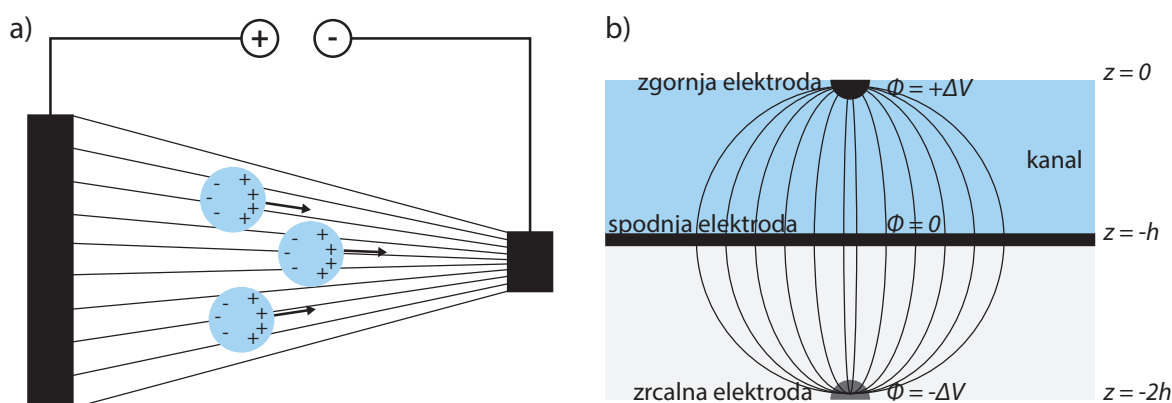 a)
+ -
- + - - + + - +
- + - + - + - +
- + - + - + - +
b)
zgornja elektroda Φ = +ΔV z = 0
kanal
spodnja elektroda Φ = 0 z = -h
zrcalna elektroda Φ = -ΔV z = -2h